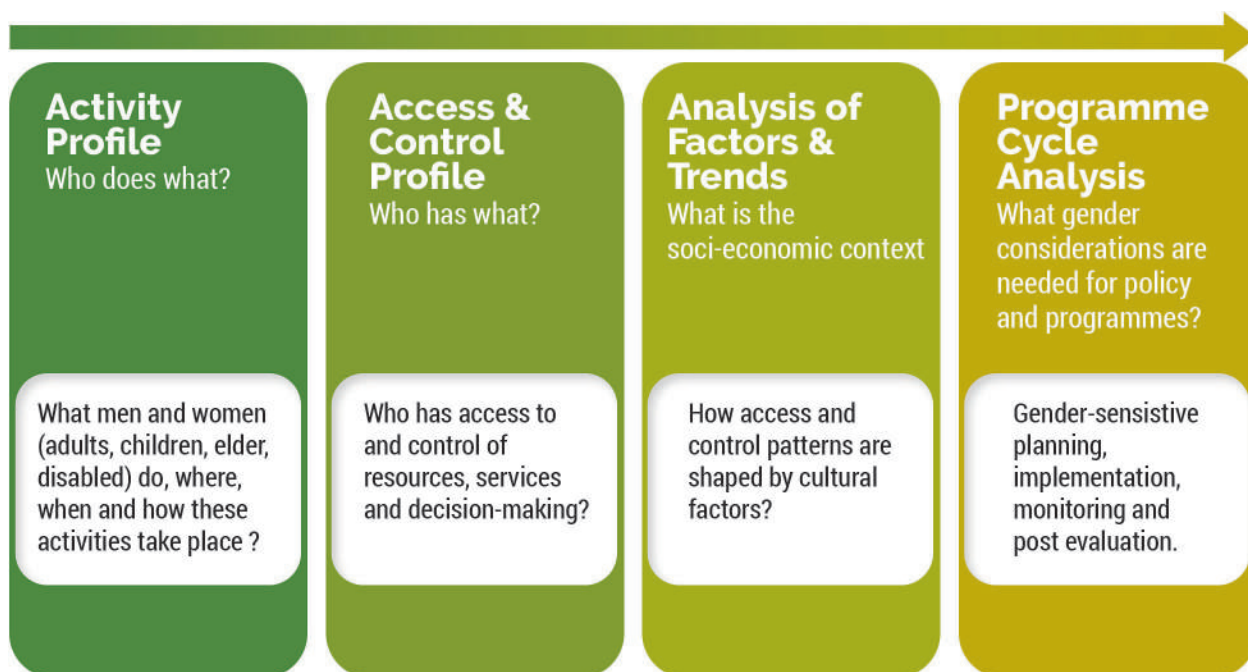 Activity
Profile
Who does what?
What men and women
(adults, children, elder,
disabled) do, where,
when and how these
activities take place ?
Access &
Control
Profile
Who has what?
Who has access to
and control of
resources, services
and decision-making?
Analysis of
Factors &
Trends
What is the
soci-economic context
How access and
control patterns are
shaped by cultural
factors?
Programme
Cycle
Analysis
What gender
considerations are
needed for policy
and programmes?
Gender-sensistive
planning,
implementation,
monitoring and
post evaluation.